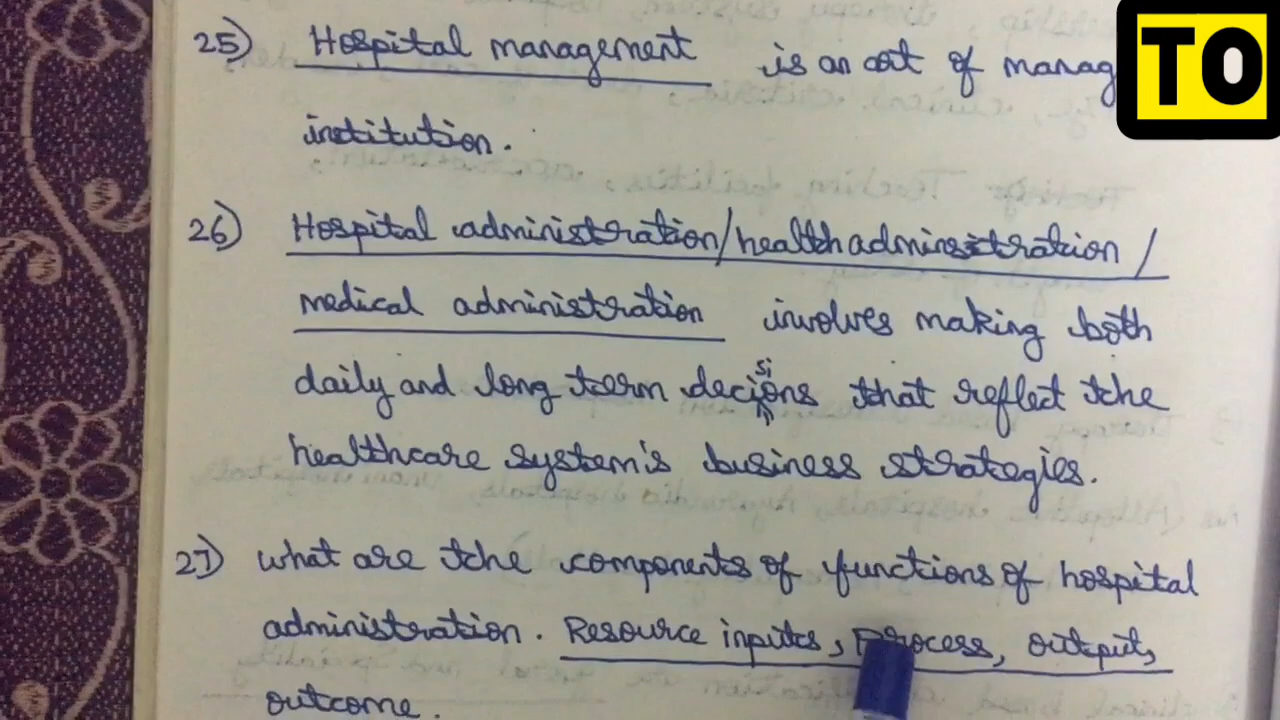 25) Hospital management is an art of manag
TO
institution.
26) Hospital administration/health administration/
medical administration involves making both
daily and long term decisions that reflect the
healthcare system's business strategies.
27) what are the components of functions of hospital
administration. Resource inputs, Process, output,
outcome.